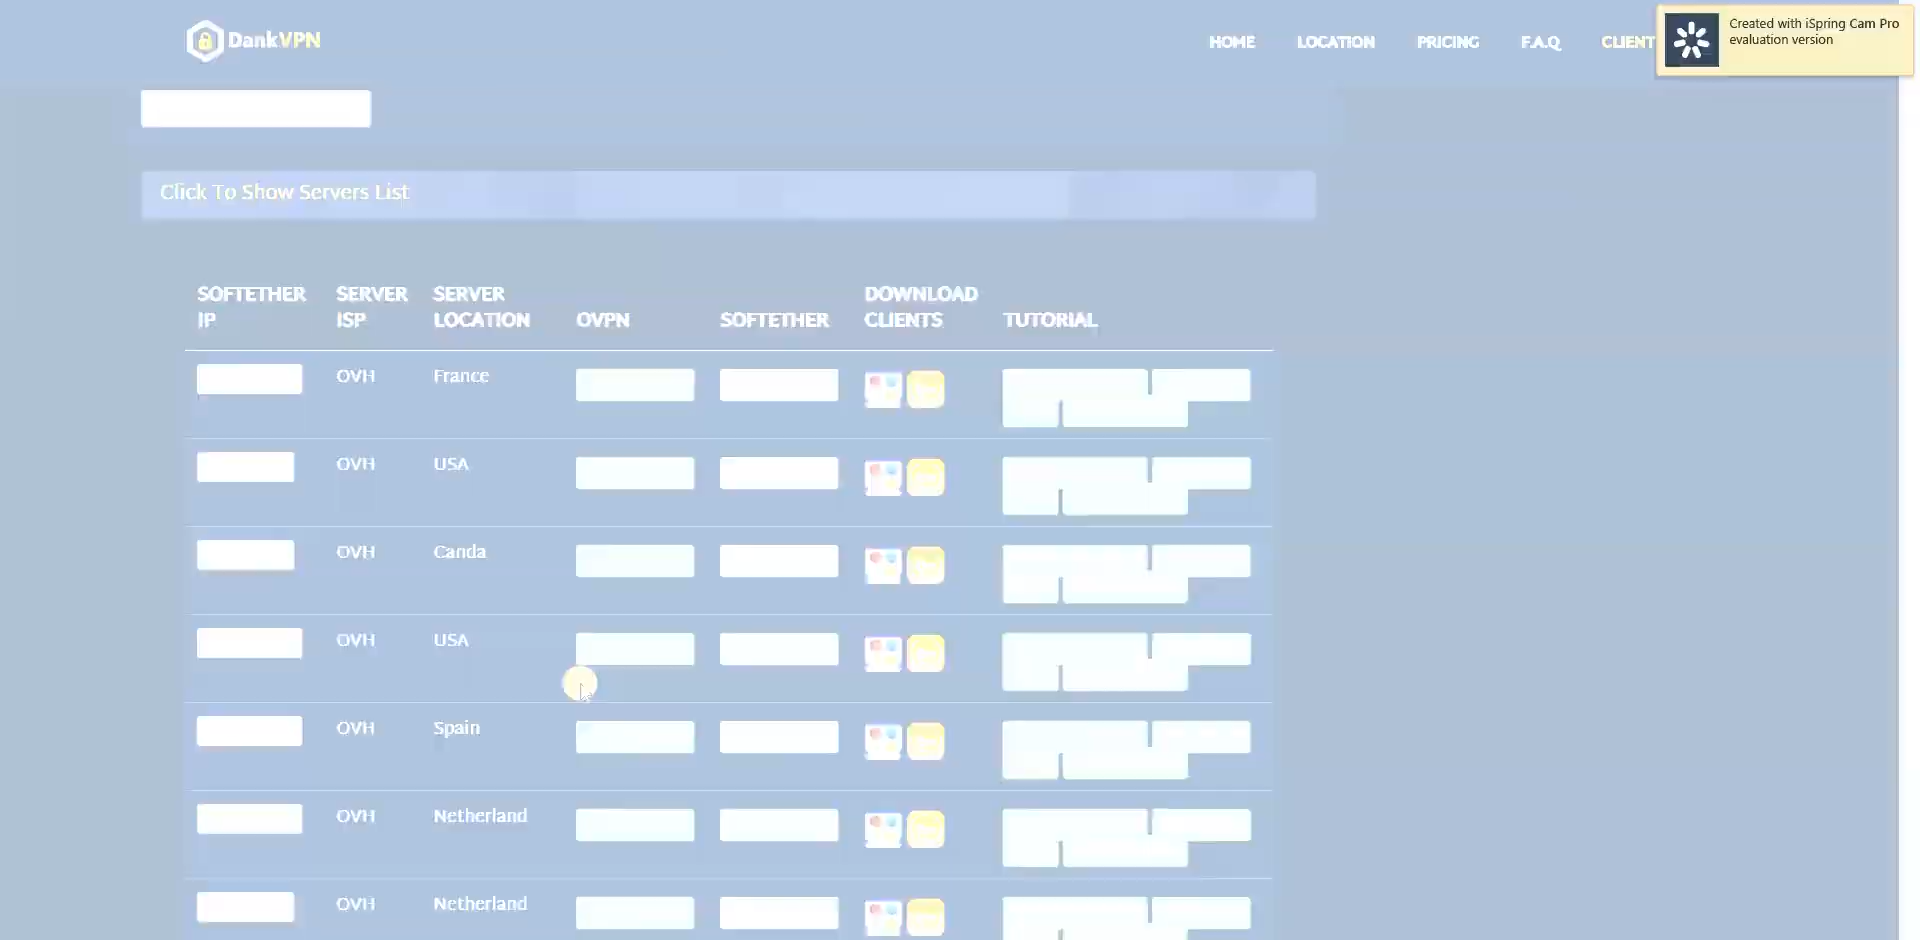 DankVPN
HOME LOCATION PRICING F.A.Q CLIENT
Created with iSpring Cam Pro
evaluation version
Click To Show Servers List
SOFTETHER IP
SERVER ISP
SERVER LOCATION
OVPN
SOFTETHER
DOWNLOAD CLIENTS
TUTORIAL
OVH France
OVH USA
OVH Canda
OVH USA
OVH Spain
OVH Netherland
OVH Netherland